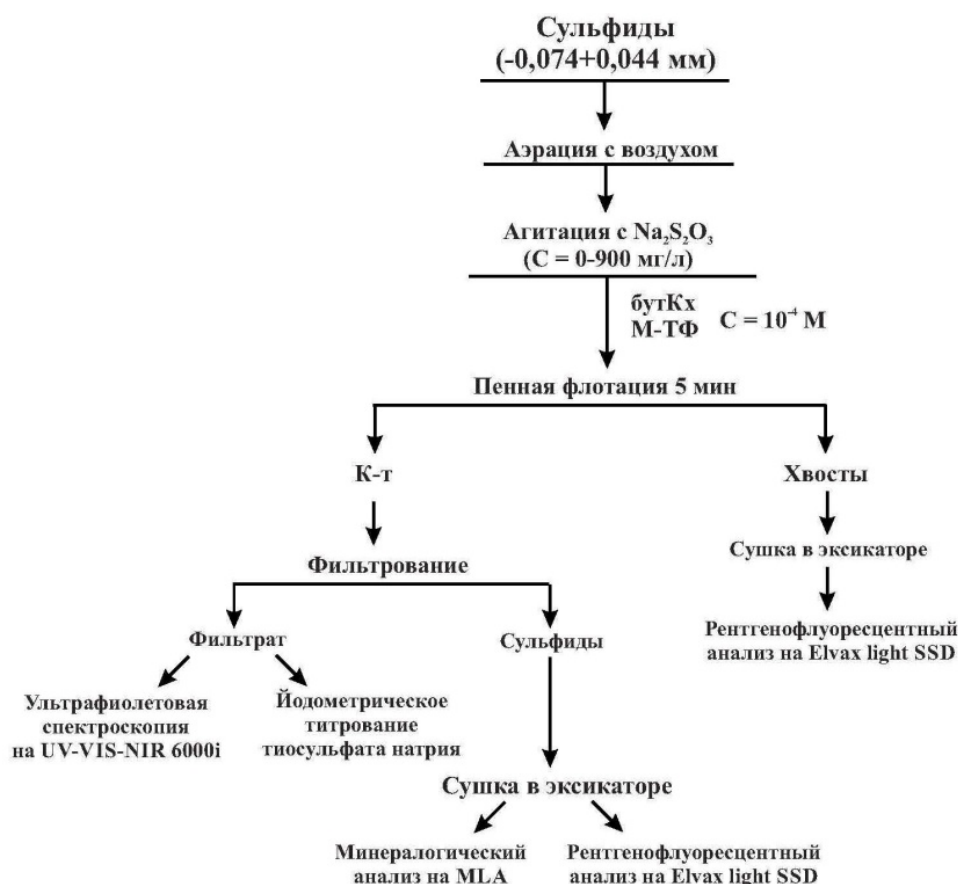 Сульфиды
(-0,074+0,044 мм)
Аэрация с воздухом
Агитация с Na₂S₂O₃
(С = 0-900 мг/л)
бутКх
М-ТФ
С = 10⁻⁴ М
Пенная флотация 5 мин
К-т
Хвосты
Сушка в эксикаторе
Фильтрование
Рентгенофлуоресцентный
анализ на Elvax light SSD
Фильтрат
Сульфиды
Ультрафиолетовая
спектроскопия
на UV-VIS-NIR 6000i
Йодометрическое
титрование
тиосульфата натрия
Сушка в эксикаторе
Минералогический
анализ на MLA
Рентгенофлуоресцентный
анализ на Elvax light SSD